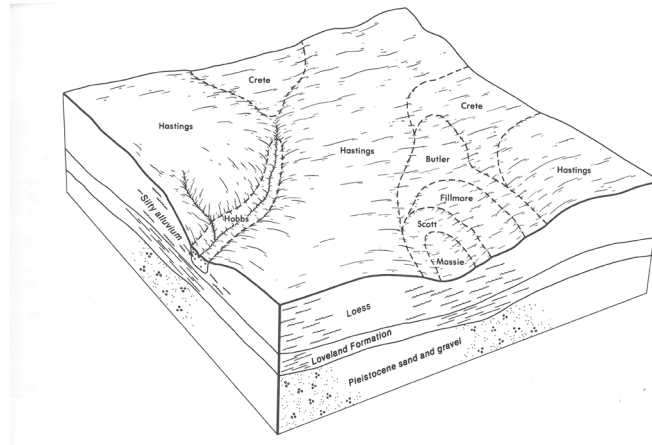 Crete
Hastings
Hobbs
Silty alluvium
Hastings
Crete
Butler
Hastings
Fillmore
Scott
Massie
Loess
Loveland Formation
Pleistocene sand and gravel